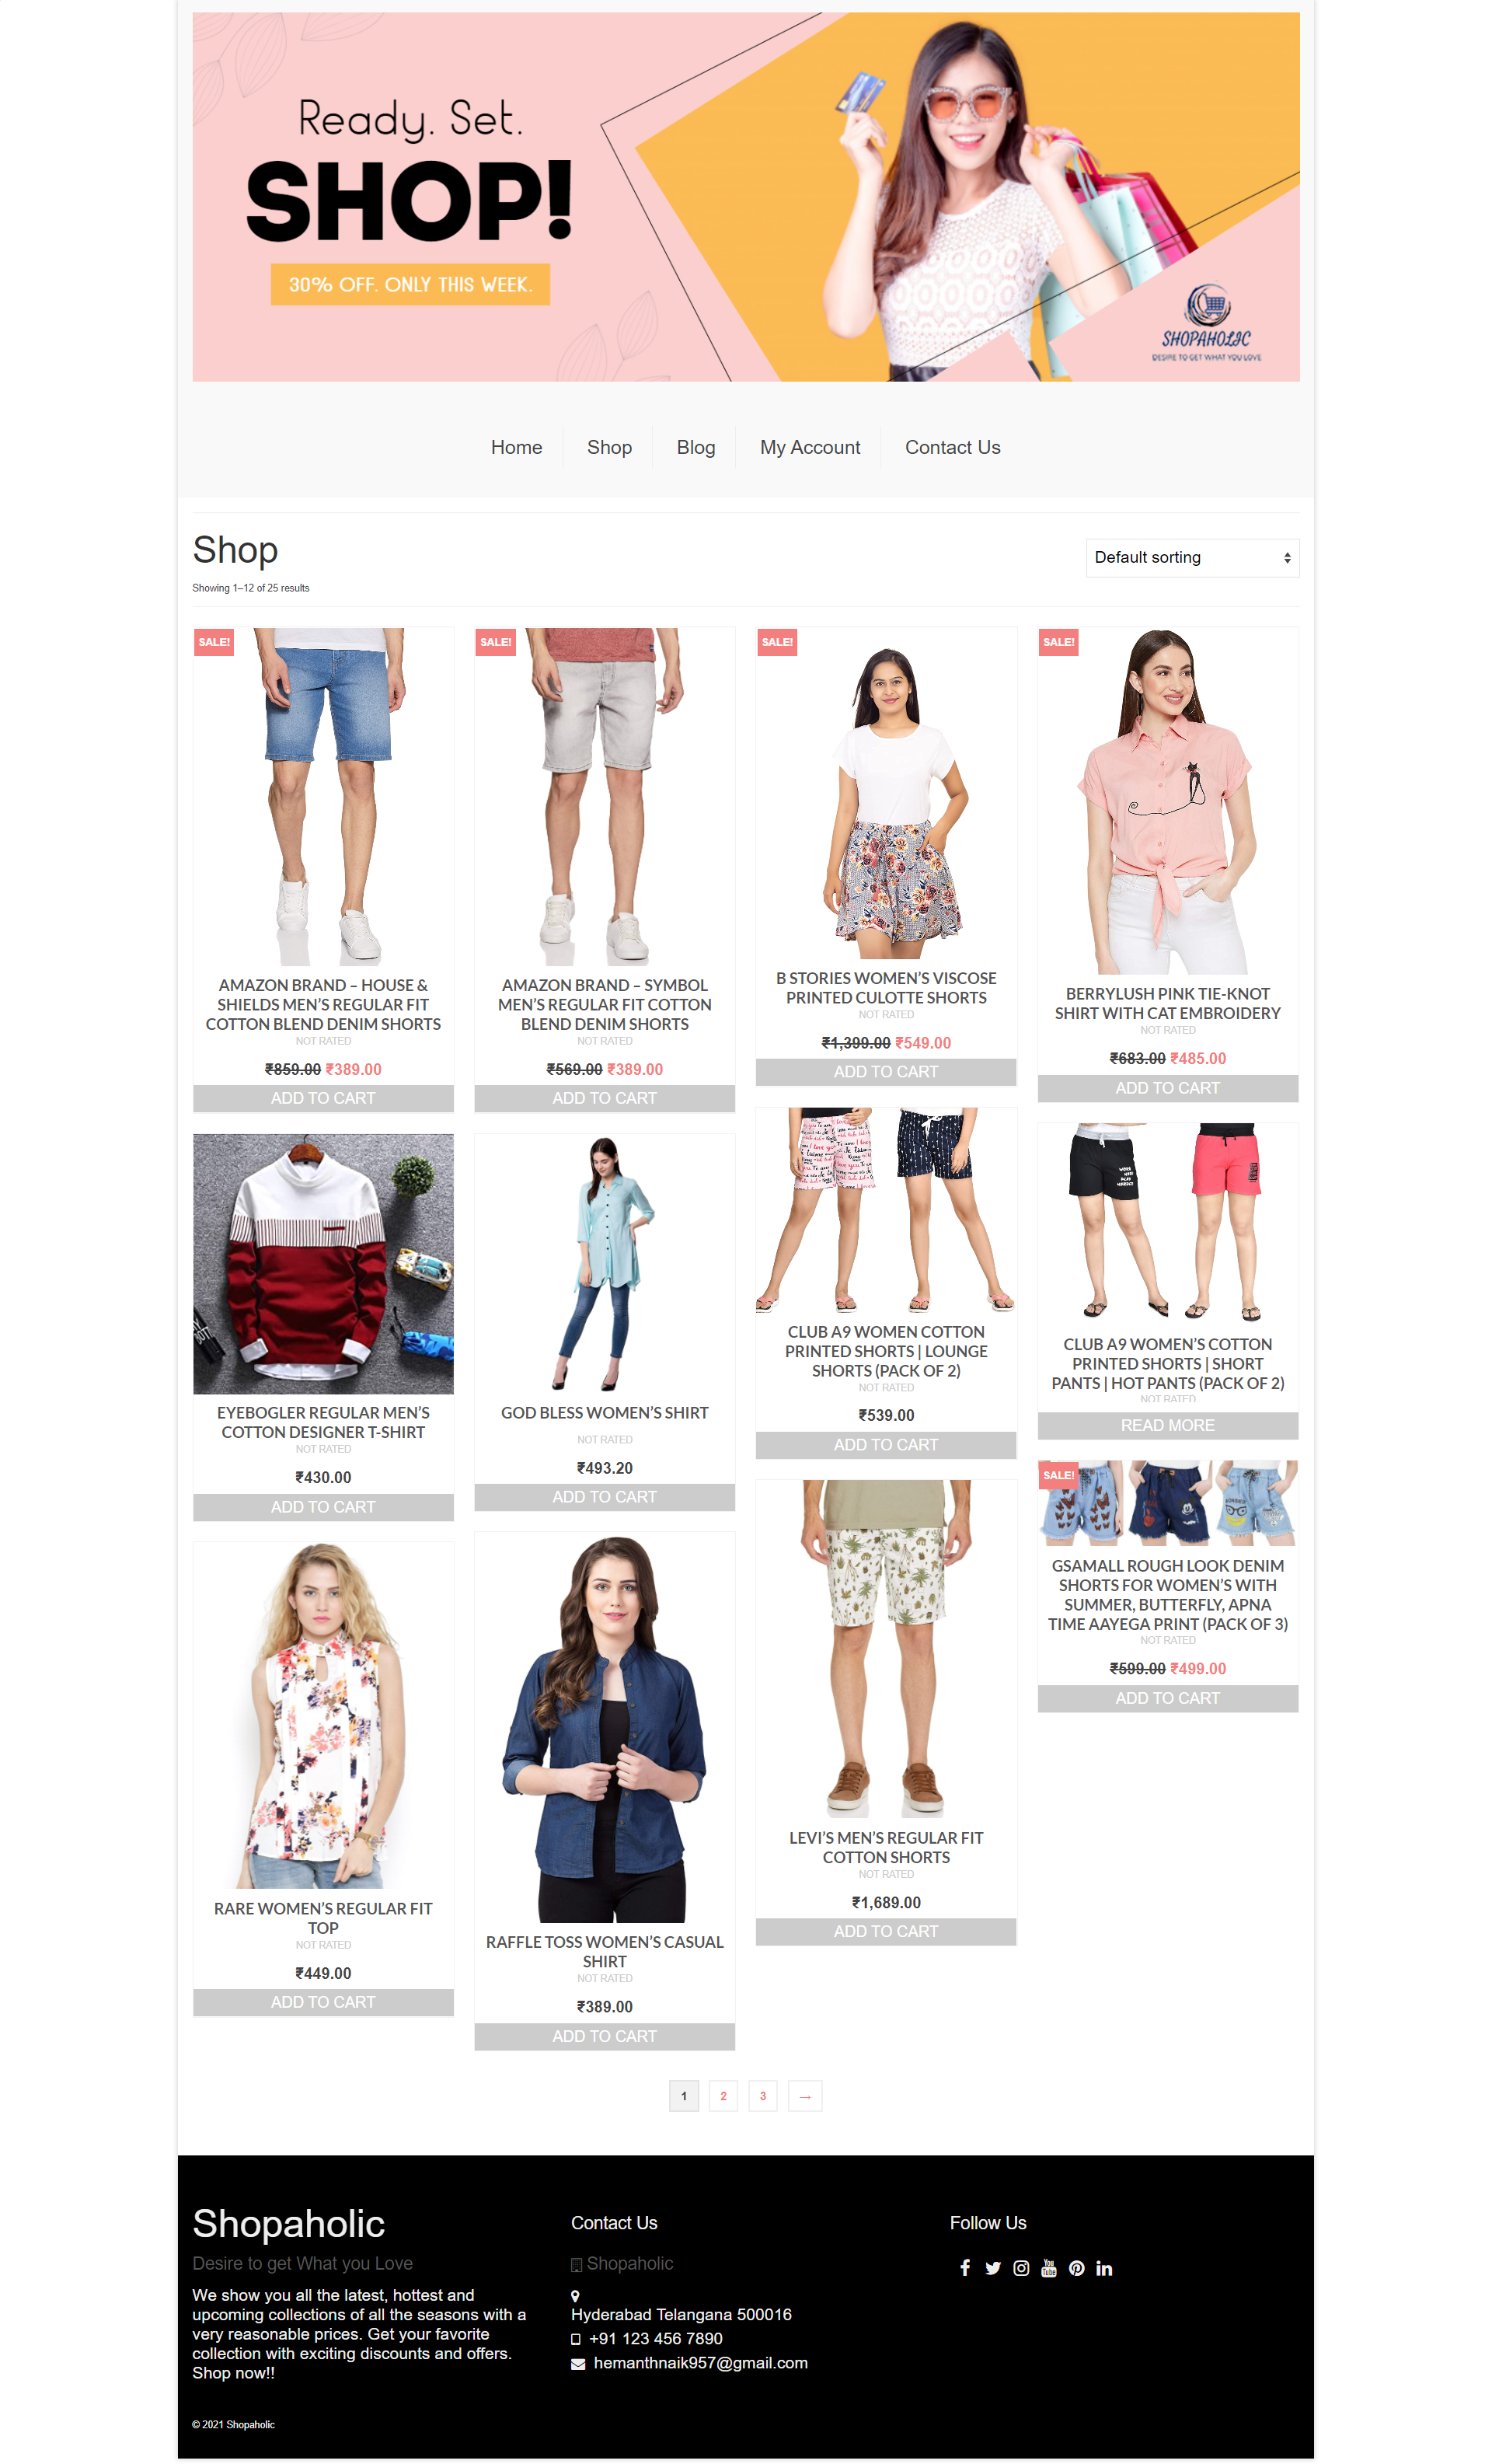 Ready. Set.
SHOP!
30% OFF. ONLY THIS WEEK.
SHOPAHOLIC
DESIRE TO GET WHAT YOU LOVE
Home
Shop
Blog
My Account
Contact Us
Shop
Default sorting
Showing 1–12 of 25 results
SALE!
AMAZON BRAND – HOUSE &
SHIELDS MEN'S REGULAR FIT
COTTON BLEND DENIM SHORTS
NOT RATED
₹859.00 ₹389.00
ADD TO CART
SALE!
AMAZON BRAND – SYMBOL
MEN'S REGULAR FIT COTTON
BLEND DENIM SHORTS
NOT RATED
₹569.00 ₹389.00
ADD TO CART
SALE!
B STORIES WOMEN'S VISCOSE
PRINTED CULOTTE SHORTS
NOT RATED
₹1,399.00 ₹549.00
ADD TO CART
SALE!
BERRYLUSH PINK TIE-KNOT
SHIRT WITH CAT EMBROIDERY
NOT RATED
₹683.00 ₹485.00
ADD TO CART
EYEBOGLER REGULAR MEN'S
COTTON DESIGNER T-SHIRT
NOT RATED
₹430.00
ADD TO CART
GOD BLESS WOMEN'S SHIRT
NOT RATED
₹493.20
ADD TO CART
CLUB A9 WOMEN COTTON
PRINTED SHORTS | LOUNGE
SHORTS (PACK OF 2)
NOT RATED
₹539.00
ADD TO CART
CLUB A9 WOMEN'S COTTON
PRINTED SHORTS | SHORT
PANTS | HOT PANTS (PACK OF 2)
NOT RATED
READ MORE
SALE!
GSAMALL ROUGH LOOK DENIM
SHORTS FOR WOMEN'S WITH
SUMMER, BUTTERFLY, APNA
TIME AAYEGA PRINT (PACK OF 3)
NOT RATED
₹599.00 ₹499.00
ADD TO CART
RARE WOMEN'S REGULAR FIT
TOP
NOT RATED
₹449.00
ADD TO CART
RAFFLE TOSS WOMEN'S CASUAL
SHIRT
NOT RATED
₹389.00
ADD TO CART
LEVI'S MEN'S REGULAR FIT
COTTON SHORTS
NOT RATED
₹1,689.00
ADD TO CART
1 2 3 →
Shopaholic
Desire to get What you Love
We show you all the latest, hottest and
upcoming collections of all the seasons with a
very reasonable prices. Get your favorite
collection with exciting discounts and offers.
Shop now!!
Contact Us
Shopaholic
Hyderabad Telangana 500016
+91 123 456 7890
hemanthnaik957@gmail.com
Follow Us
© 2021 Shopaholic